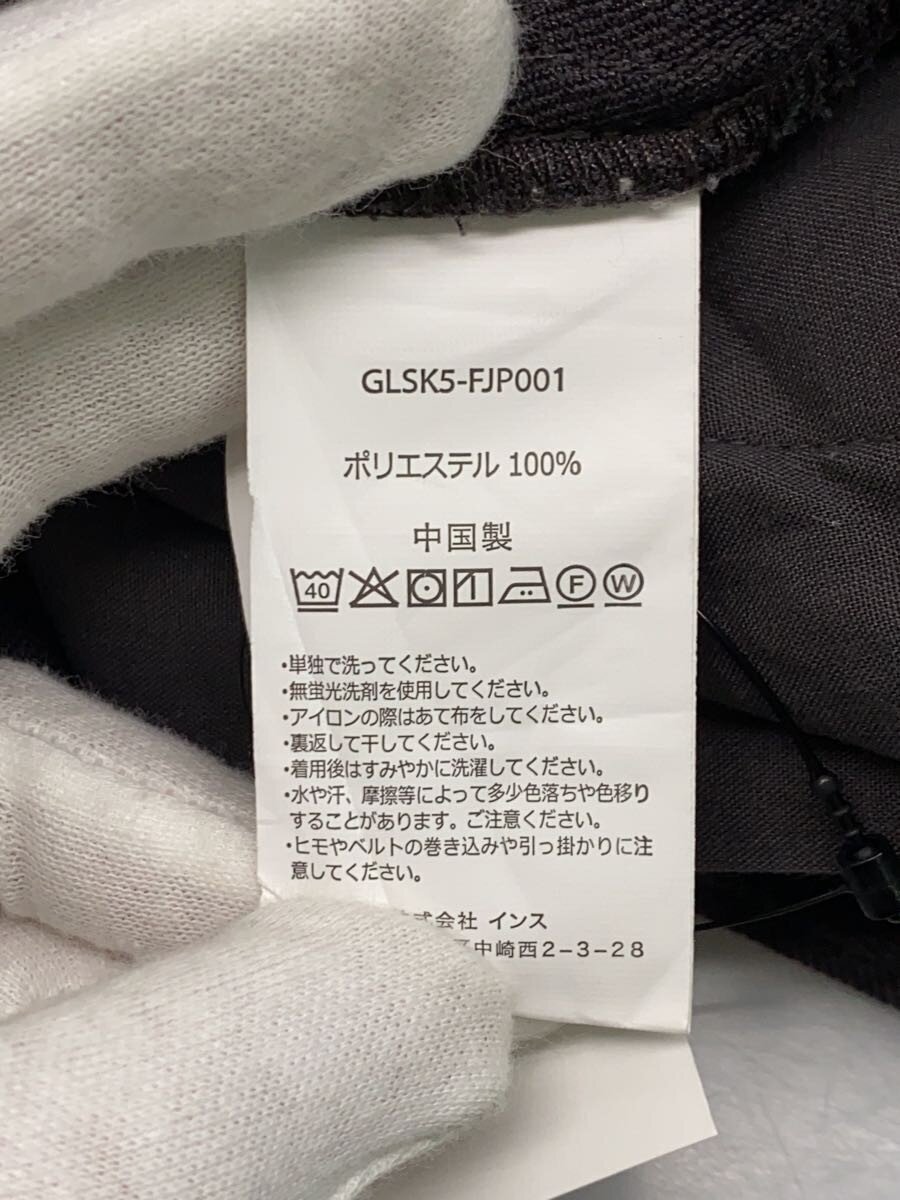 GLSK5-FJP001
ポリエステル 100%
中国製
40 1 F W
・単独で洗ってください。
・無蛍光洗剤を使用してください。
・アイロンの際はあて布をしてください。
・裏返して干してください。
・着用後はすみやかに洗濯してください。
・水や汗、摩擦等によって多少色落ちや色移り
することがあります。ご注意ください。
・ヒモやベルトの巻き込みや引っ掛かりに注
意してください。
式会社 インス
中崎西2-3-28